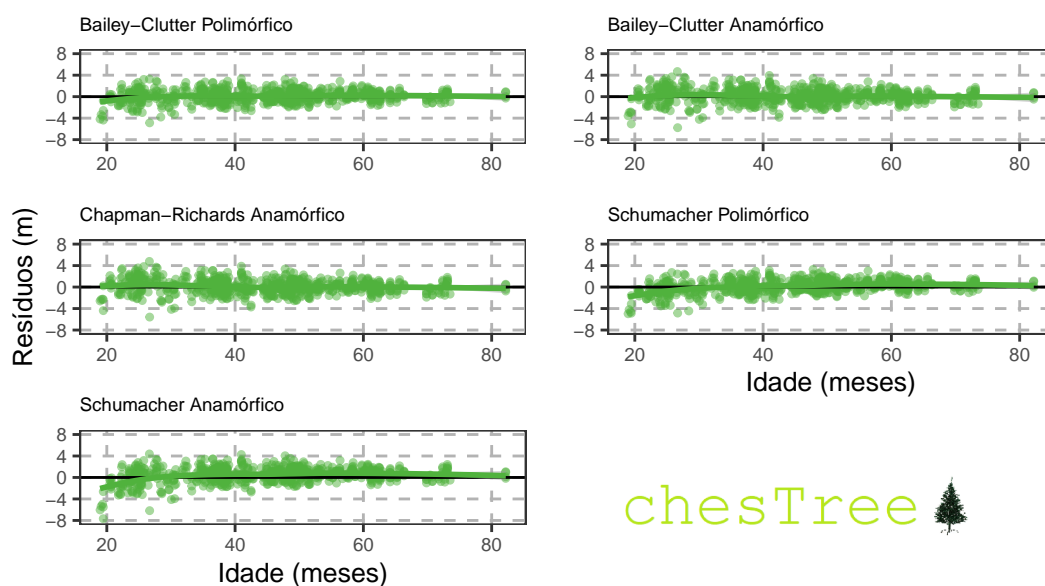 Bailey−Clutter Polimórfico
8
4
0
−4
−8
20 40 60 80
Bailey−Clutter Anamórfico
8
4
0
−4
−8
20 40 60 80
Resíduos (m)
Chapman−Richards Anamórfico
8
4
0
−4
−8
20 40 60 80
Schumacher Polimórfico
8
4
0
−4
−8
20 40 60 80
Idade (meses)
Schumacher Anamórfico
8
4
0
−4
−8
20 40 60 80
Idade (meses)
chesTree